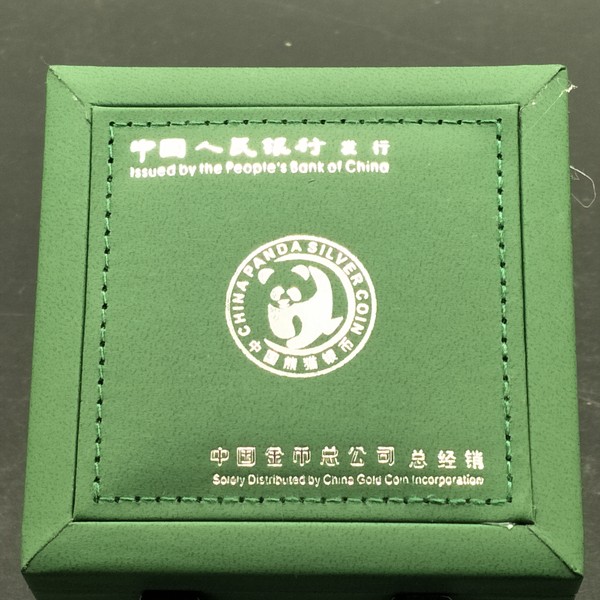 中国人民银行 发行
Issued by the People's Bank of China
CHINA PANDA SILVER COIN
中国熊猫银币
中国金币总公司 总经销
Solely Distributed by China Gold Coin Incorporation